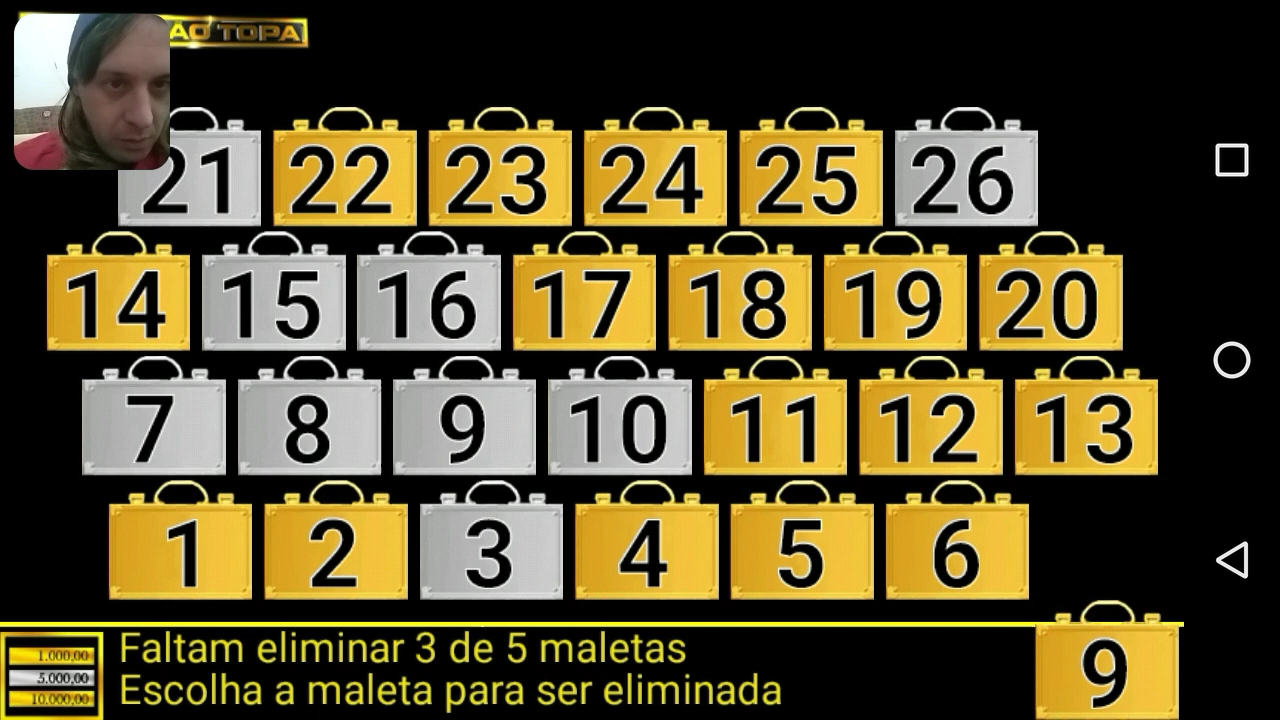 ÃO TOPA
21 22 23 24 25 26
14 15 16 17 18 19 20
7 8 9 10 11 12 13
1 2 3 4 5 6
1.000,00
5.000,00
10.000,00
Faltam eliminar 3 de 5 maletas
Escolha a maleta para ser eliminada
9